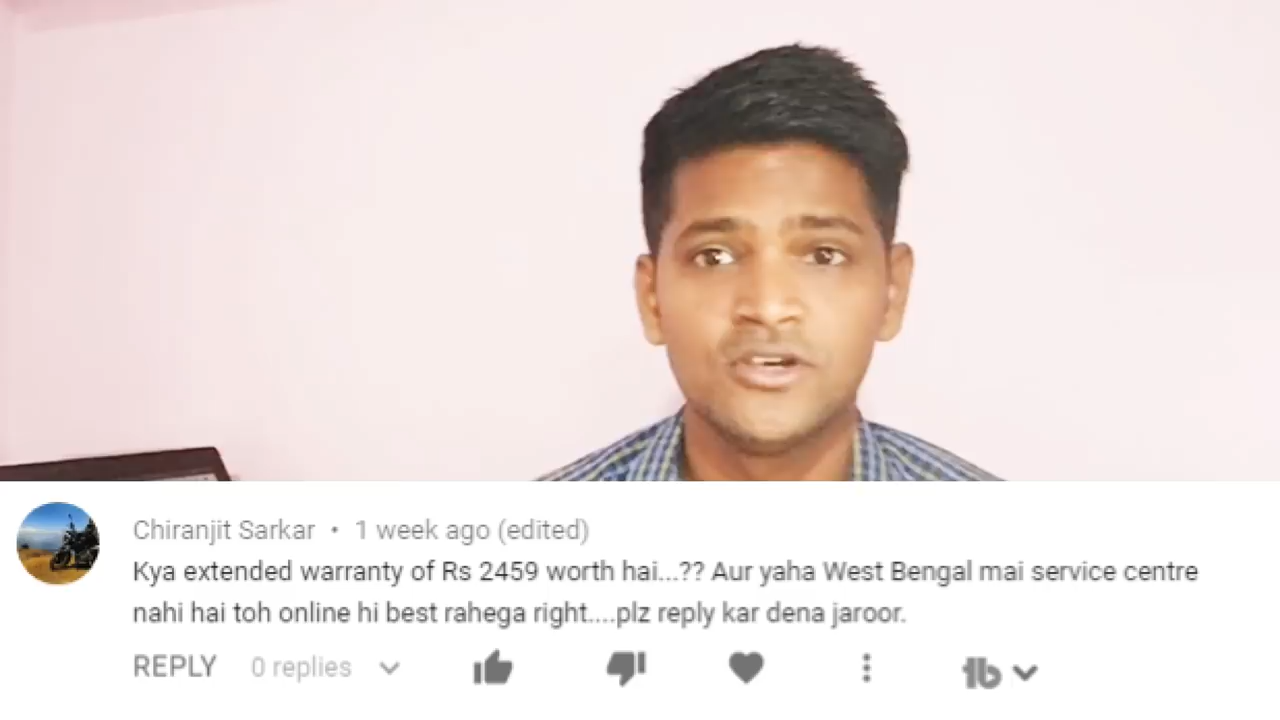 Chiranjit Sarkar • 1 week ago (edited)
Kya extended warranty of Rs 2459 worth hai...?? Aur yaha West Bengal mai service centre
nahi hai toh online hi best rahega right....plz reply kar dena jaroor.
REPLY 0 replies
tb